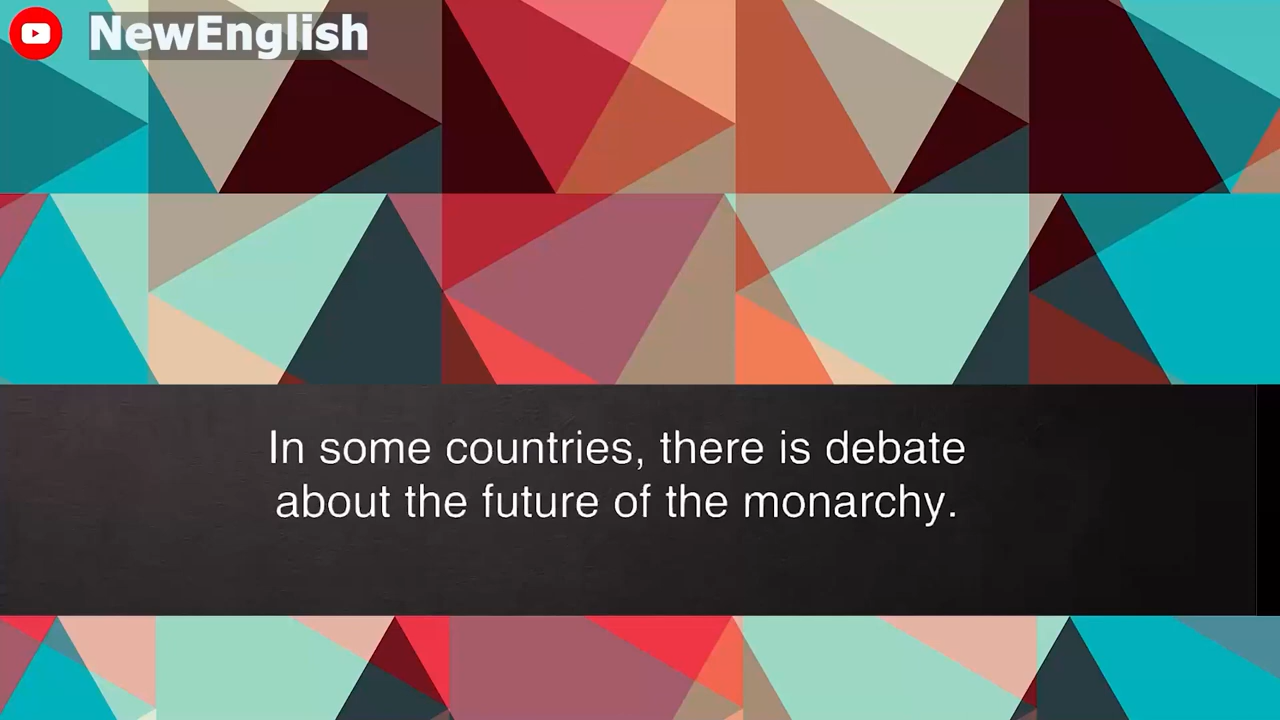 NewEnglish
In some countries, there is debate
about the future of the monarchy.